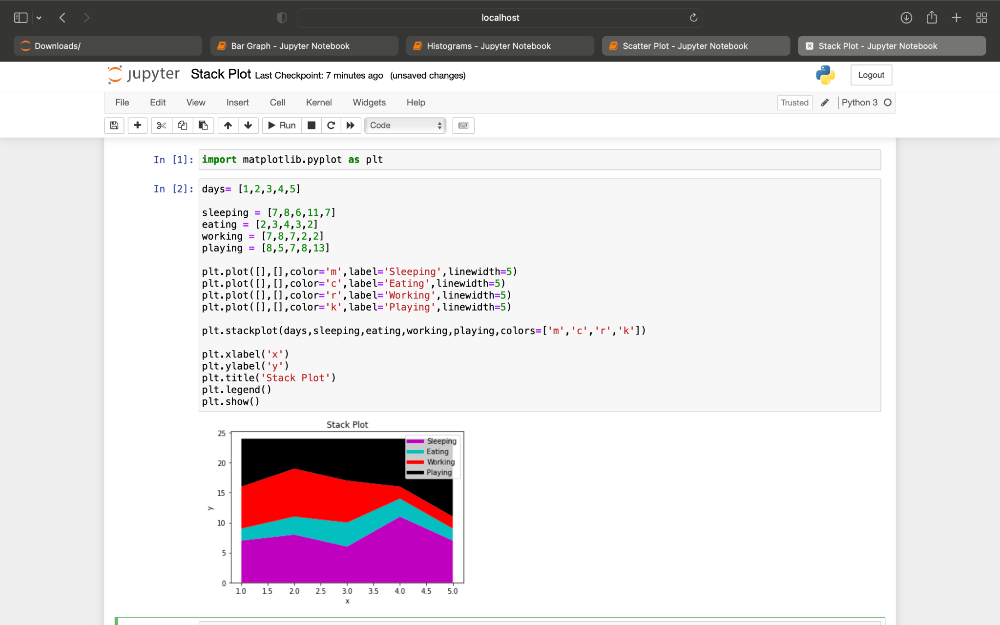 localhost
Downloads/
Bar Graph - Jupyter Notebook
Histograms - Jupyter Notebook
Scatter Plot - Jupyter Notebook
Stack Plot - Jupyter Notebook
jupyter Stack Plot Last Checkpoint: 7 minutes ago (unsaved changes)
Logout
File Edit View Insert Cell Kernel Widgets Help
Trusted
Python 3
Run
Code
In [1]: import matplotlib.pyplot as plt
In [2]: days= [1,2,3,4,5]
sleeping = [7,8,6,11,7]
eating = [2,3,4,3,2]
working = [7,8,7,2,2]
playing = [8,5,7,8,13]
plt.plot([],[],color='m',label='Sleeping',linewidth=5)
plt.plot([],[],color='c',label='Eating',linewidth=5)
plt.plot([],[],color='r',label='Working',linewidth=5)
plt.plot([],[],color='k',label='Playing',linewidth=5)
plt.stackplot(days,sleeping,eating,working,playing,colors=['m','c','r','k'])
plt.xlabel('x')
plt.ylabel('y')
plt.title('Stack Plot')
plt.legend()
plt.show()
Stack Plot
25
20
15
10
5
0
y
Sleeping
Eating
Working
Playing
1.0 1.5 2.0 2.5 3.0 3.5 4.0 4.5 5.0
x